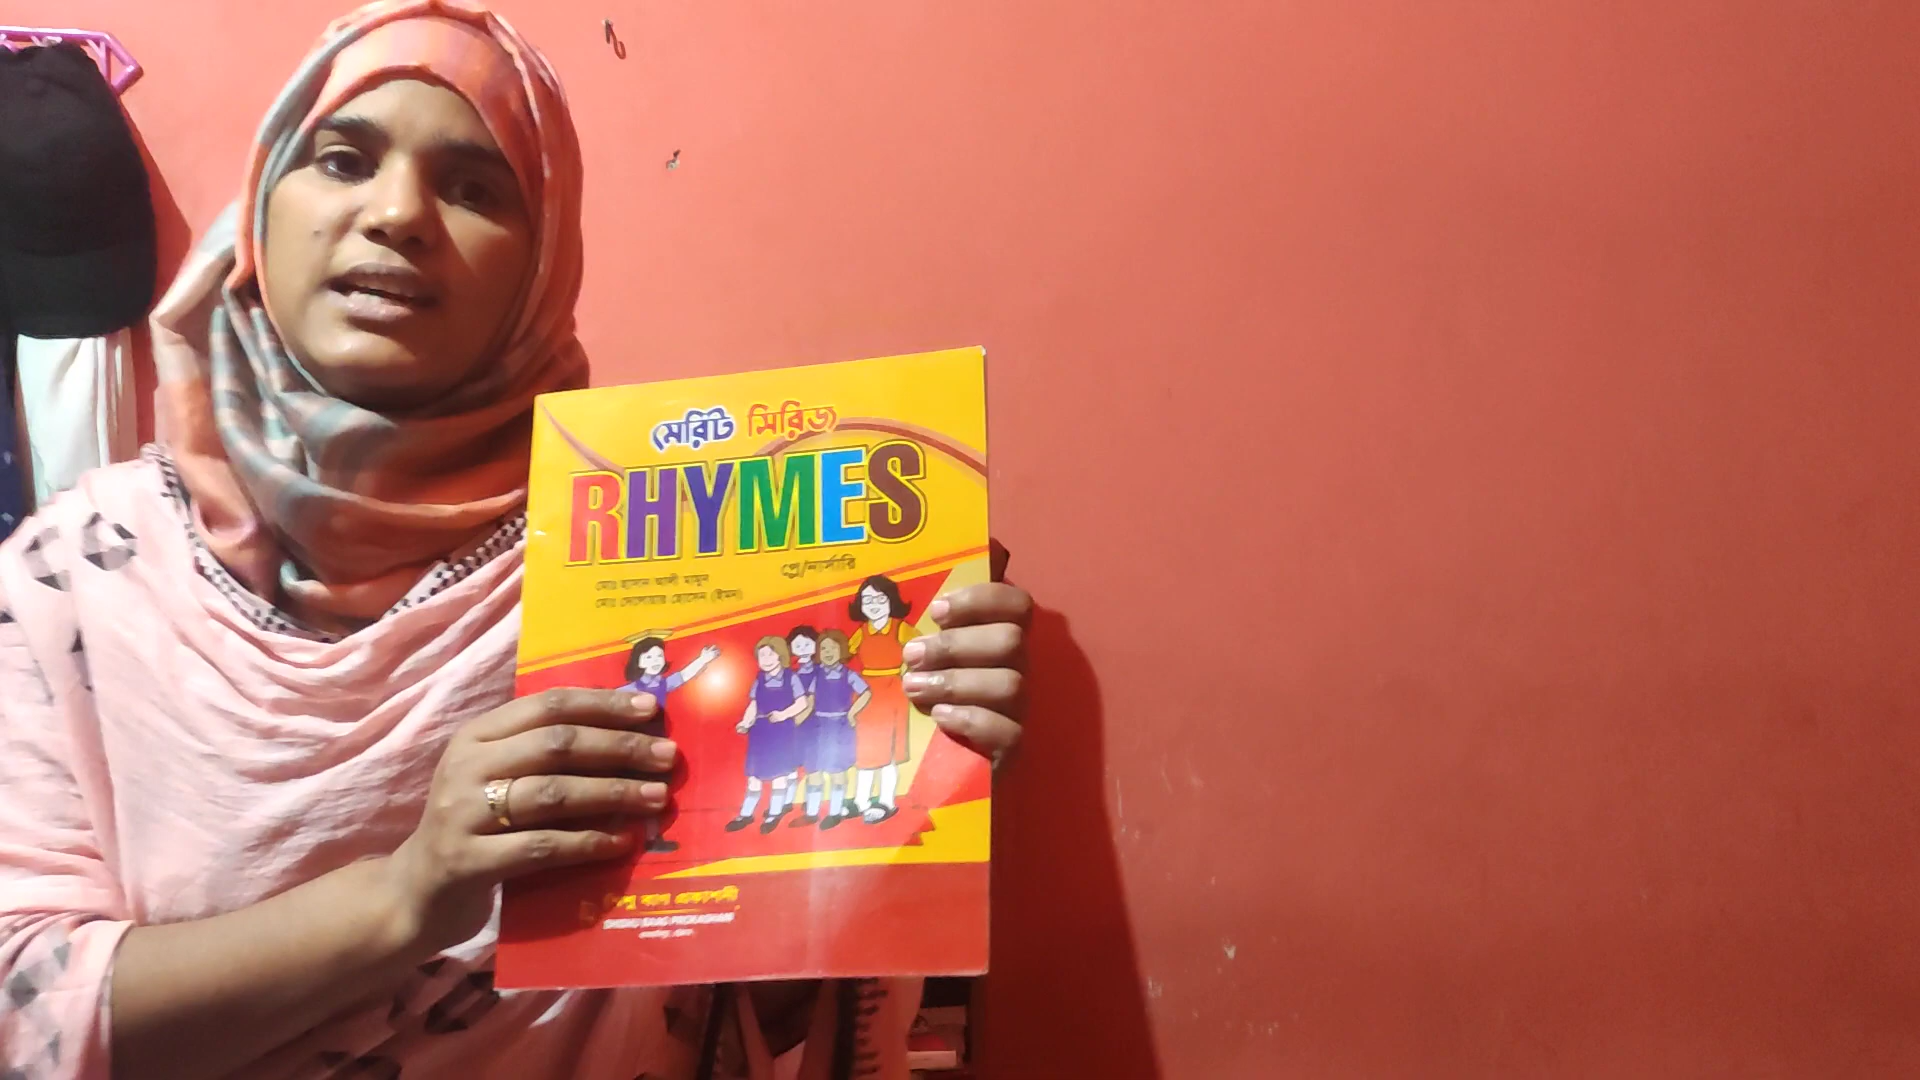 মেরিট সিরিজ
RHYMES
প্লে/নার্সারি
মোঃ হাসান আলী মামুন
মোঃ দেলোয়ার হোসেন (ইমন)
শিশু বাগ প্রকাশনী
SHISHU BAAG PROKASHANI